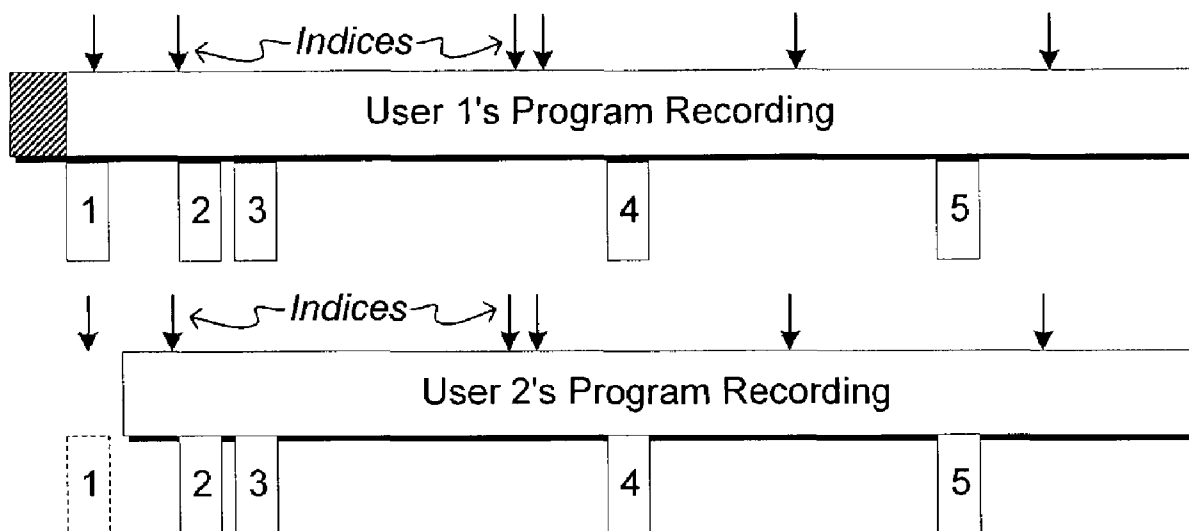 Indices
User 1's Program Recording
1 2 3 4 5
Indices
User 2's Program Recording
1 2 3 4 5